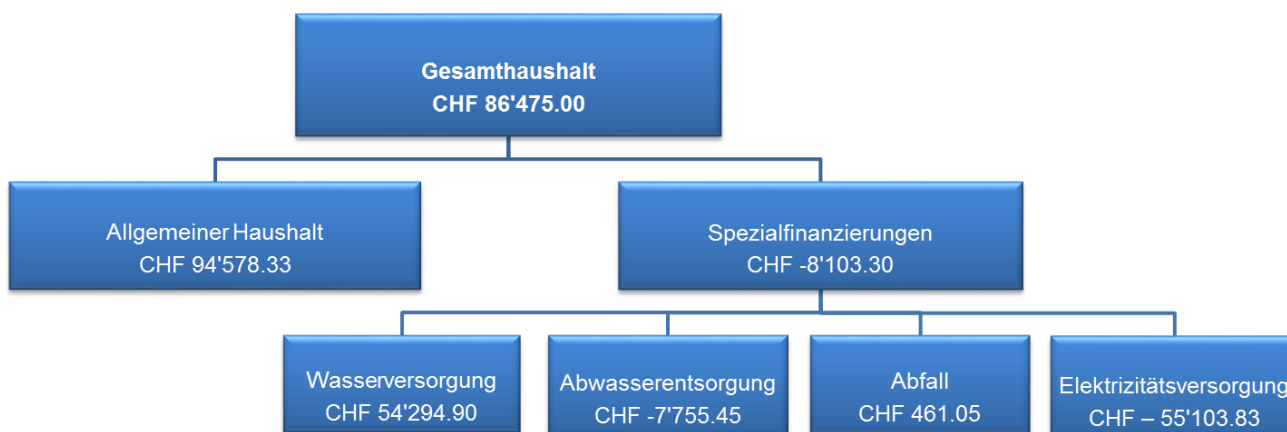 Gesamthaushalt
CHF 86'475.00
Allgemeiner Haushalt
CHF 94'578.33
Spezialfinanzierungen
CHF -8'103.30
Wasserversorgung
CHF 54'294.90
Abwasserentsorgung
CHF -7'755.45
Abfall
CHF 461.05
Elektrizitätsversorgung
CHF – 55'103.83